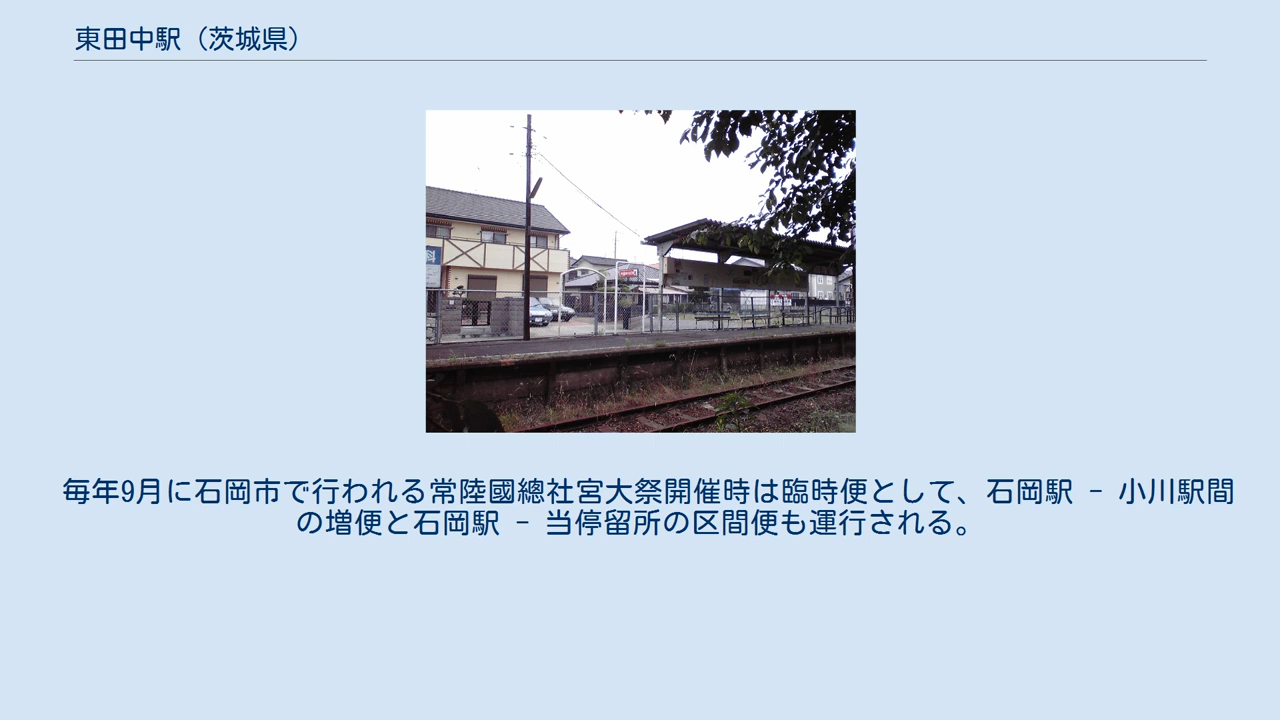 東田中駅（茨城県）
毎年9月に石岡市で行われる常陸國總社宮大祭開催時は臨時便として、石岡駅 - 小川駅間
の増便と石岡駅 - 当停留所の区間便も運行される。